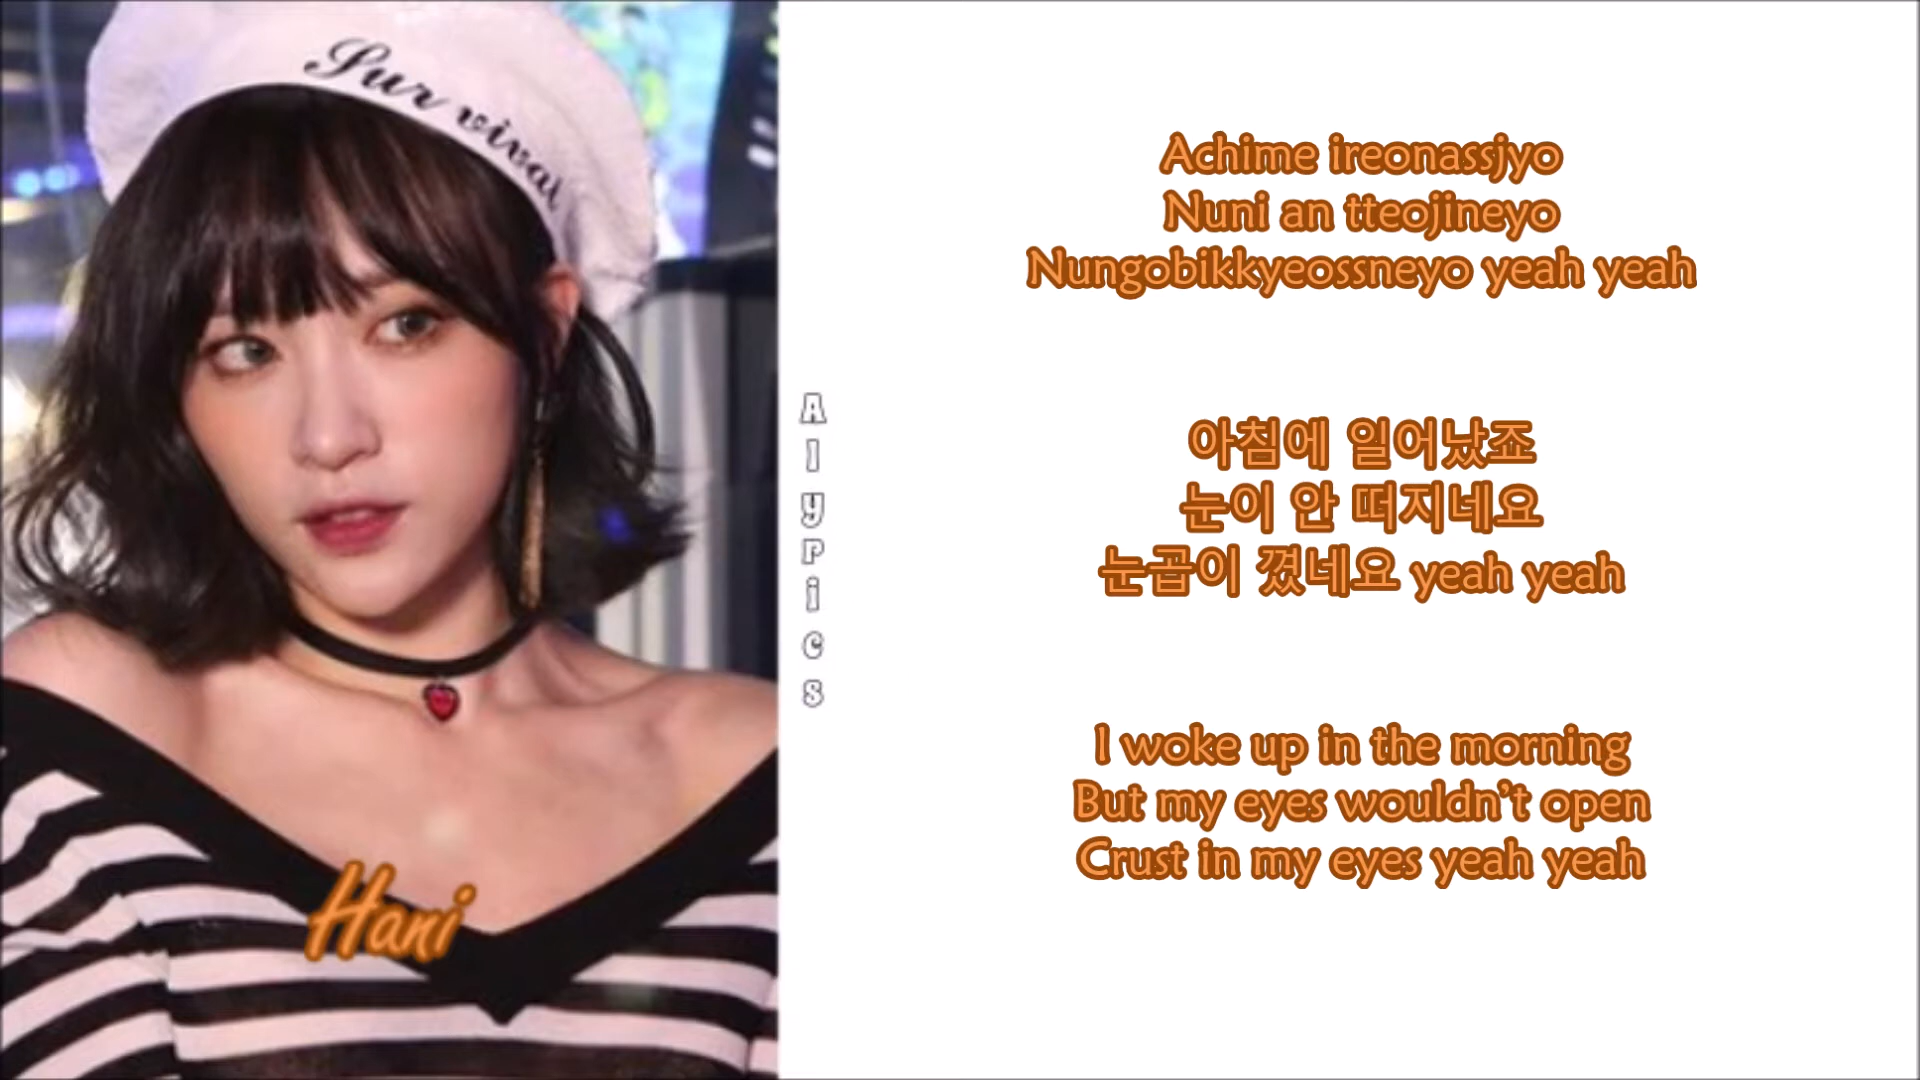 Sur vival
Hani
Alypics
Achime ireonassjyo
Nuni an tteojineyo
Nungobikkyeossneyo yeah yeah
아침에 일어났죠
눈이 안 떠지네요
눈꼽이 꼈네요 yeah yeah
I woke up in the morning
But my eyes wouldn't open
Crust in my eyes yeah yeah